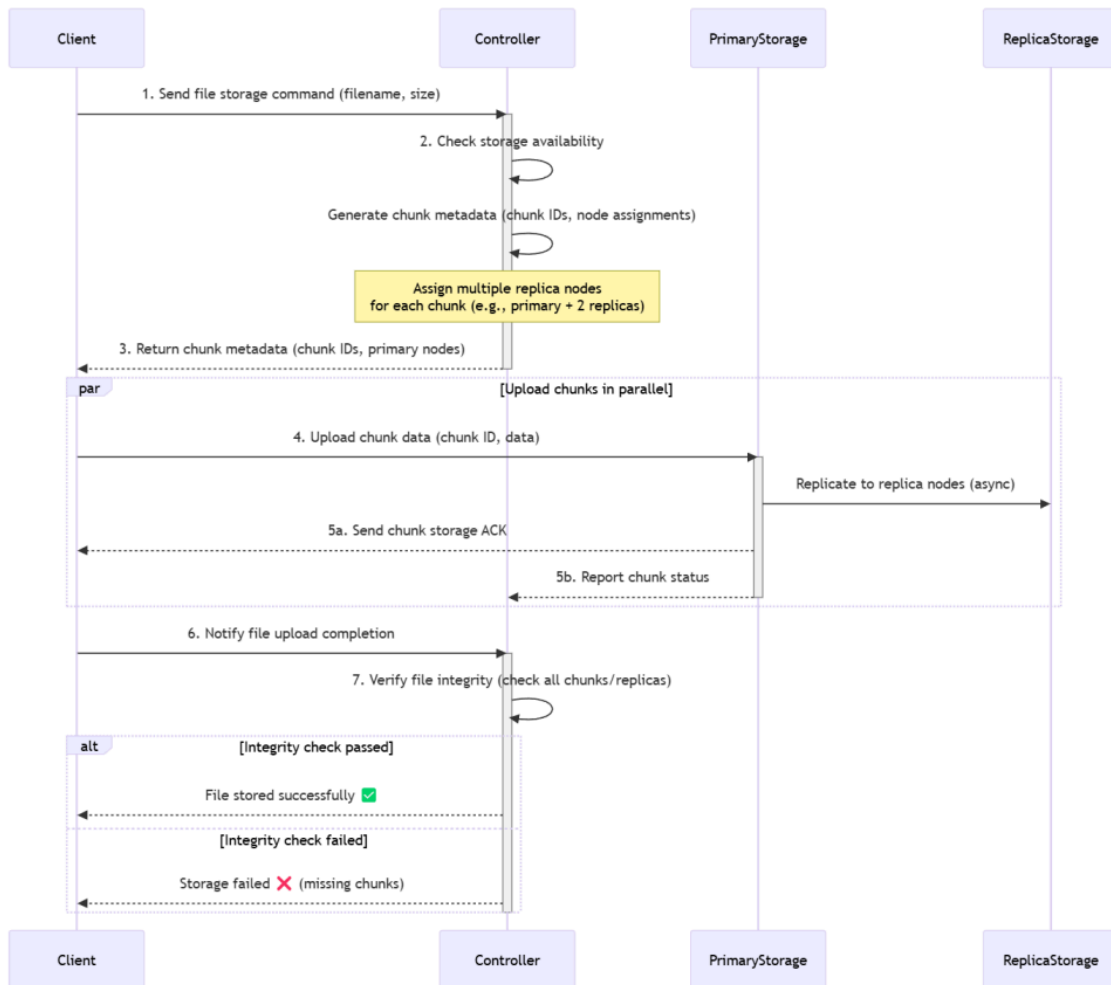 Client
Controller
PrimaryStorage
ReplicaStorage
1. Send file storage command (filename, size)
2. Check storage availability
Generate chunk metadata (chunk IDs, node assignments)
Assign multiple replica nodes
for each chunk (e.g., primary + 2 replicas)
3. Return chunk metadata (chunk IDs, primary nodes)
par
[Upload chunks in parallel]
4. Upload chunk data (chunk ID, data)
Replicate to replica nodes (async)
5a. Send chunk storage ACK
5b. Report chunk status
6. Notify file upload completion
7. Verify file integrity (check all chunks/replicas)
alt
[Integrity check passed]
File stored successfully ✅
[Integrity check failed]
Storage failed ❌ (missing chunks)
Client
Controller
PrimaryStorage
ReplicaStorage